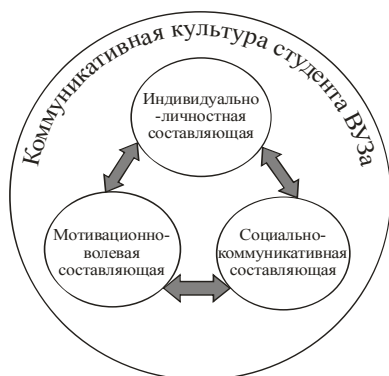 Коммуникативная культура студента ВУЗа
Индивидуально
-личностная
составляющая
Мотивационно-
волевая
составляющая
Социально-
коммуникативная
составляющая